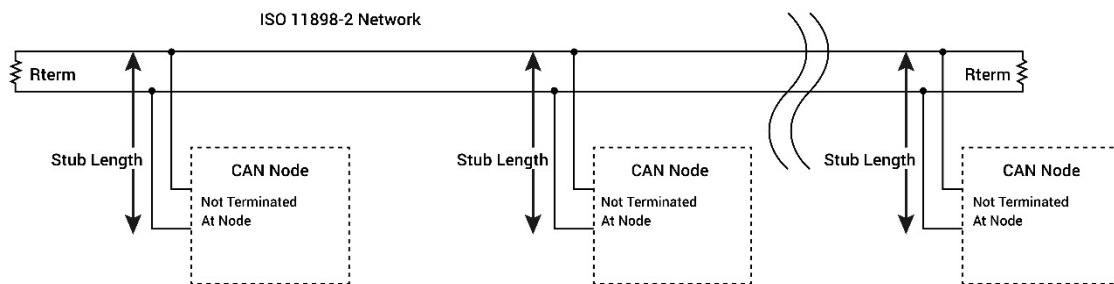 ISO 11898-2 Network
Rterm
Rterm
Stub Length
Stub Length
Stub Length
CAN Node
Not Terminated
At Node
CAN Node
Not Terminated
At Node
CAN Node
Not Terminated
At Node